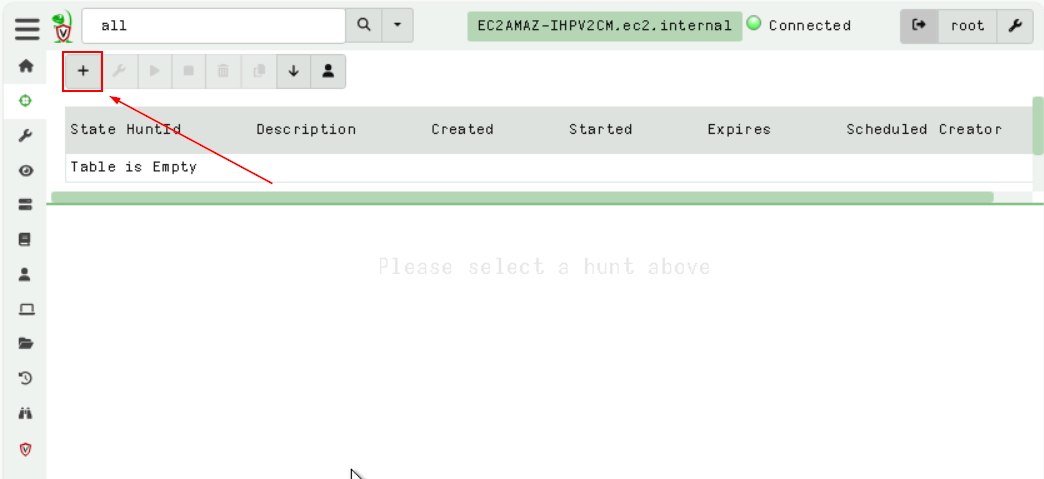 all EC2AMAZ-IHPV2CM.ec2.internal Connected root
State HuntId Description Created Started Expires Scheduled Creator
Table is Empty
Please select a hunt above